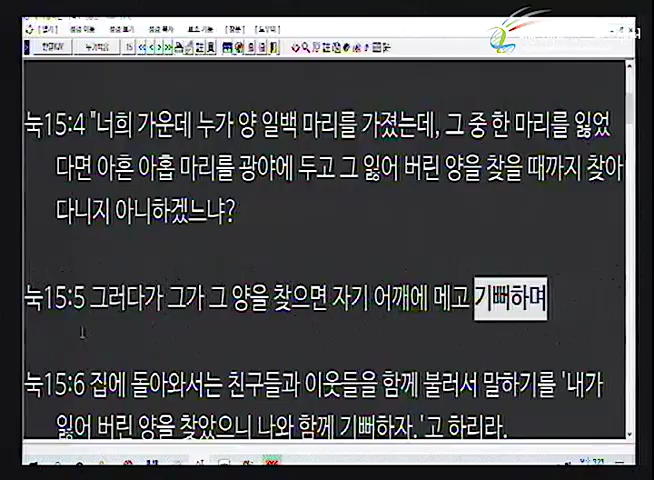 눅15:4 "너희 가운데 누가 양 일백 마리를 가졌는데, 그 중 한 마리를 잃었
다면 아흔 아홉 마리를 광야에 두고 그 잃어 버린 양을 찾을 때까지 찾아
다니지 아니하겠느냐?
눅15:5 그러다가 그가 그 양을 찾으면 자기 어깨에 메고 기뻐하며
눅15:6 집에 돌아와서는 친구들과 이웃들을 함께 불러서 말하기를 '내가
잃어 버린 양을 찾았으니 나와 함께 기뻐하자.'고 하리라.